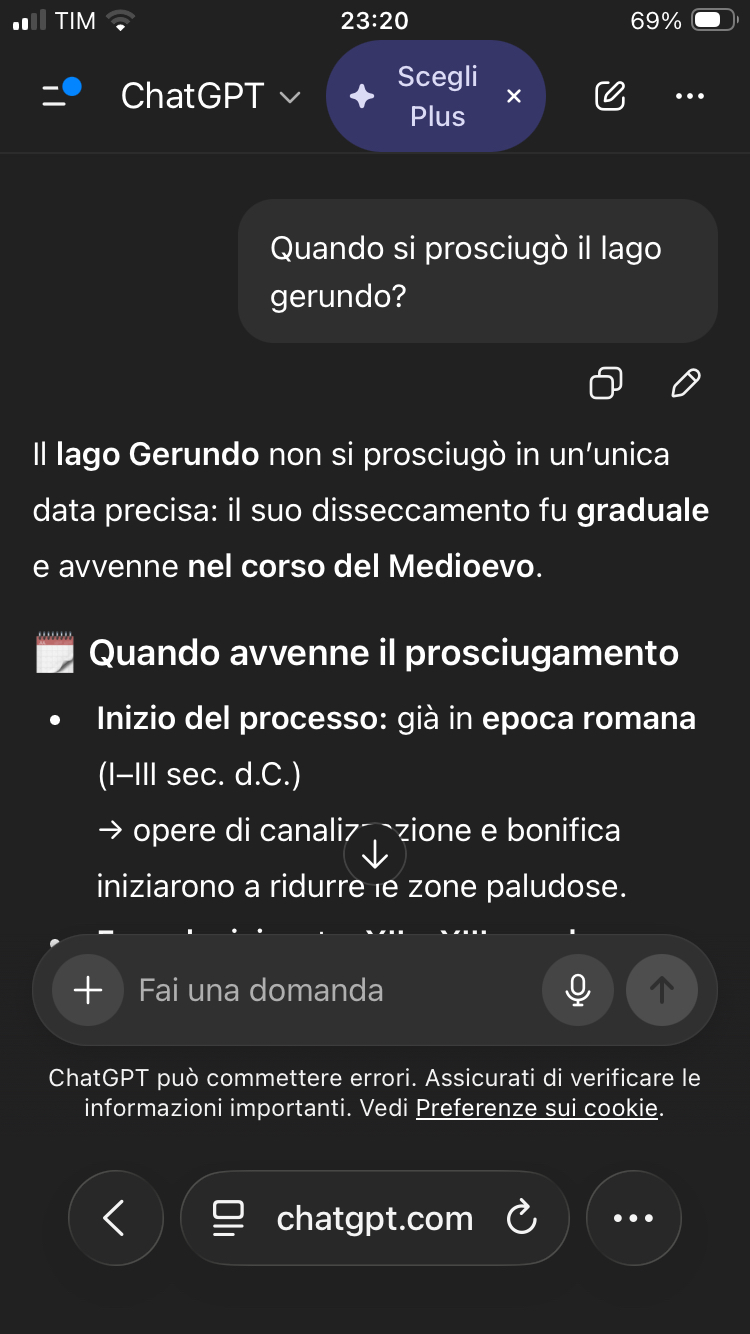 TIM
23:20
69%
ChatGPT
Scegli
Plus
Quando si prosciugò il lago
gerundo?
Il lago Gerundo non si prosciugò in un’unica
data precisa: il suo disseccamento fu graduale
e avvenne nel corso del Medioevo.
Quando avvenne il prosciugamento
• Inizio del processo: già in epoca romana
(I–III sec. d.C.)
→ opere di canalizzazione e bonifica
iniziarono a ridurre le zone paludose.
Fai una domanda
ChatGPT può commettere errori. Assicurati di verificare le
informazioni importanti. Vedi Preferenze sui cookie.
chatgpt.com